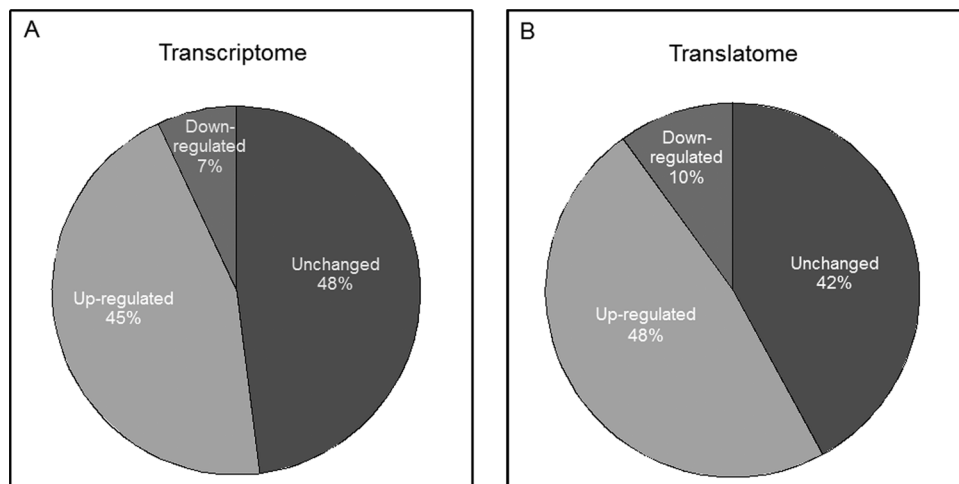 A
Transcriptome
Down-
regulated
7%
Unchanged
48%
Up-regulated
45%
B
Translatome
Down-
regulated
10%
Unchanged
42%
Up-regulated
48%